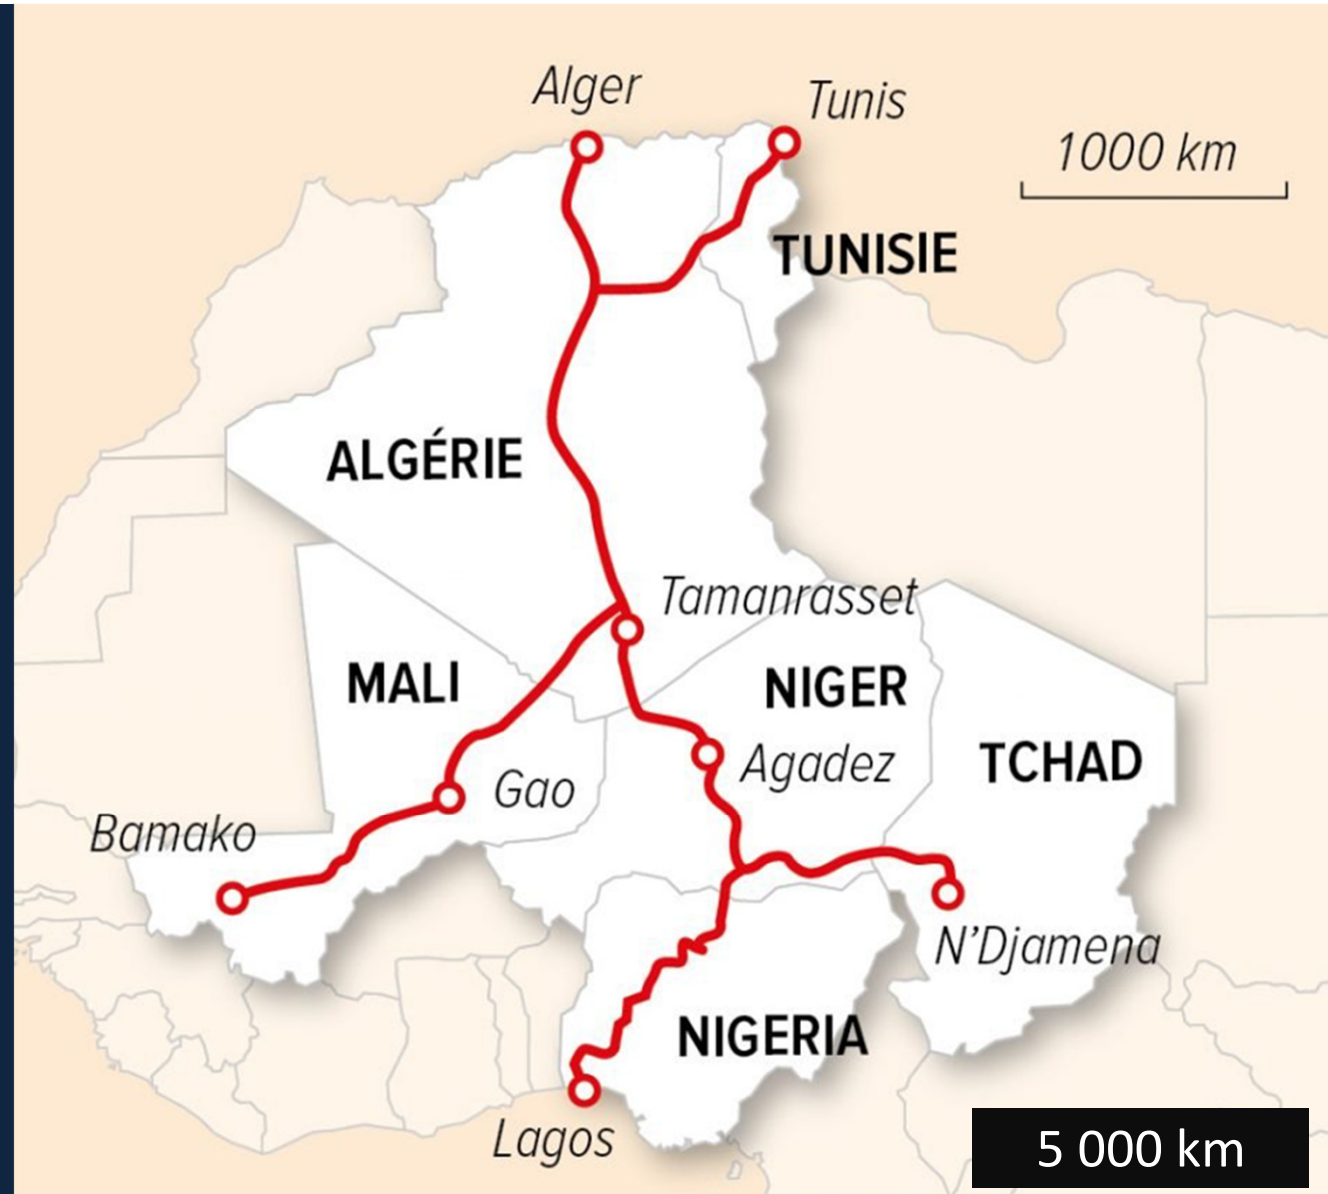 Alger
Tunis
1000 km
TUNISIE
ALGÉRIE
Tamanrasset
MALI
NIGER
Agadez
TCHAD
Gao
Bamako
N’Djamena
NIGERIA
Lagos
5 000 km